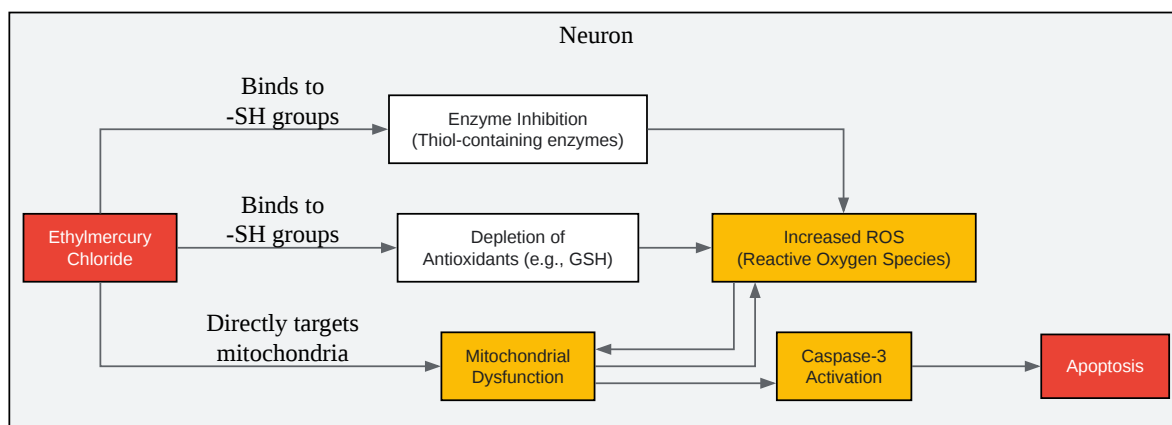 Neuron
Binds to
-SH groups
Enzyme Inhibition
(Thiol-containing enzymes)
Binds to
-SH groups
Ethylmercury
Chloride
Depletion of
Antioxidants (e.g., GSH)
Increased ROS
(Reactive Oxygen Species)
Directly targets
mitochondria
Mitochondrial
Dysfunction
Caspase-3
Activation
Apoptosis